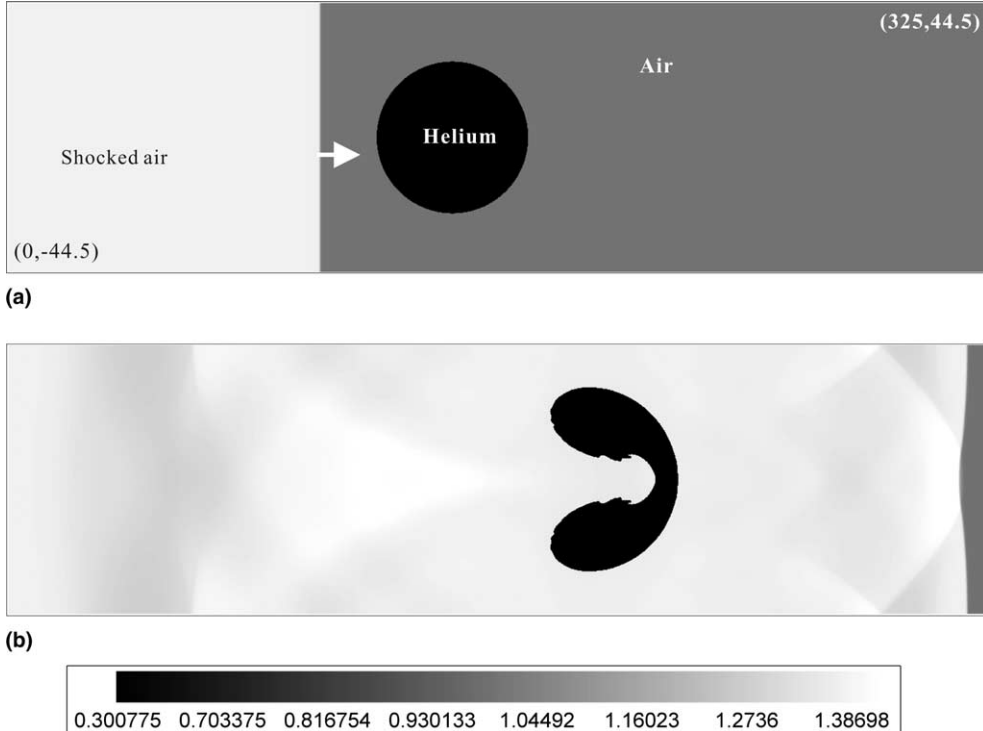 (325,44.5)
Air
Helium
Shocked air
(0,-44.5)
(a)
(b)
0.300775 0.703375 0.816754 0.930133 1.04492 1.16023 1.2736 1.38698